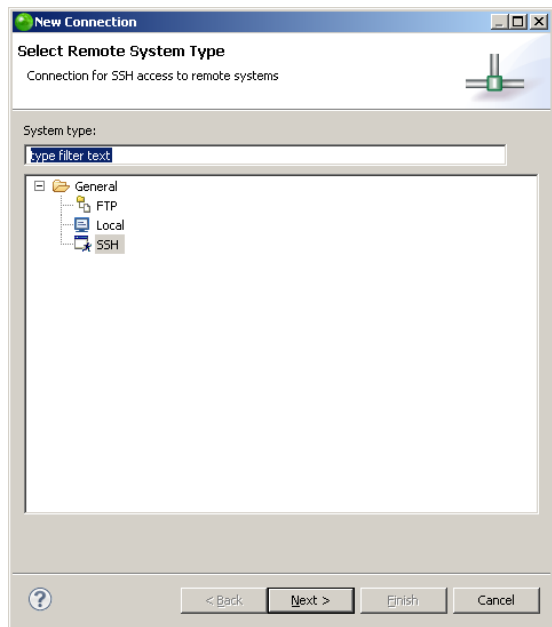 New Connection
Select Remote System Type
Connection for SSH access to remote systems
System type:
type filter text
General
FTP
Local
SSH
?
< Back Next > Finish Cancel